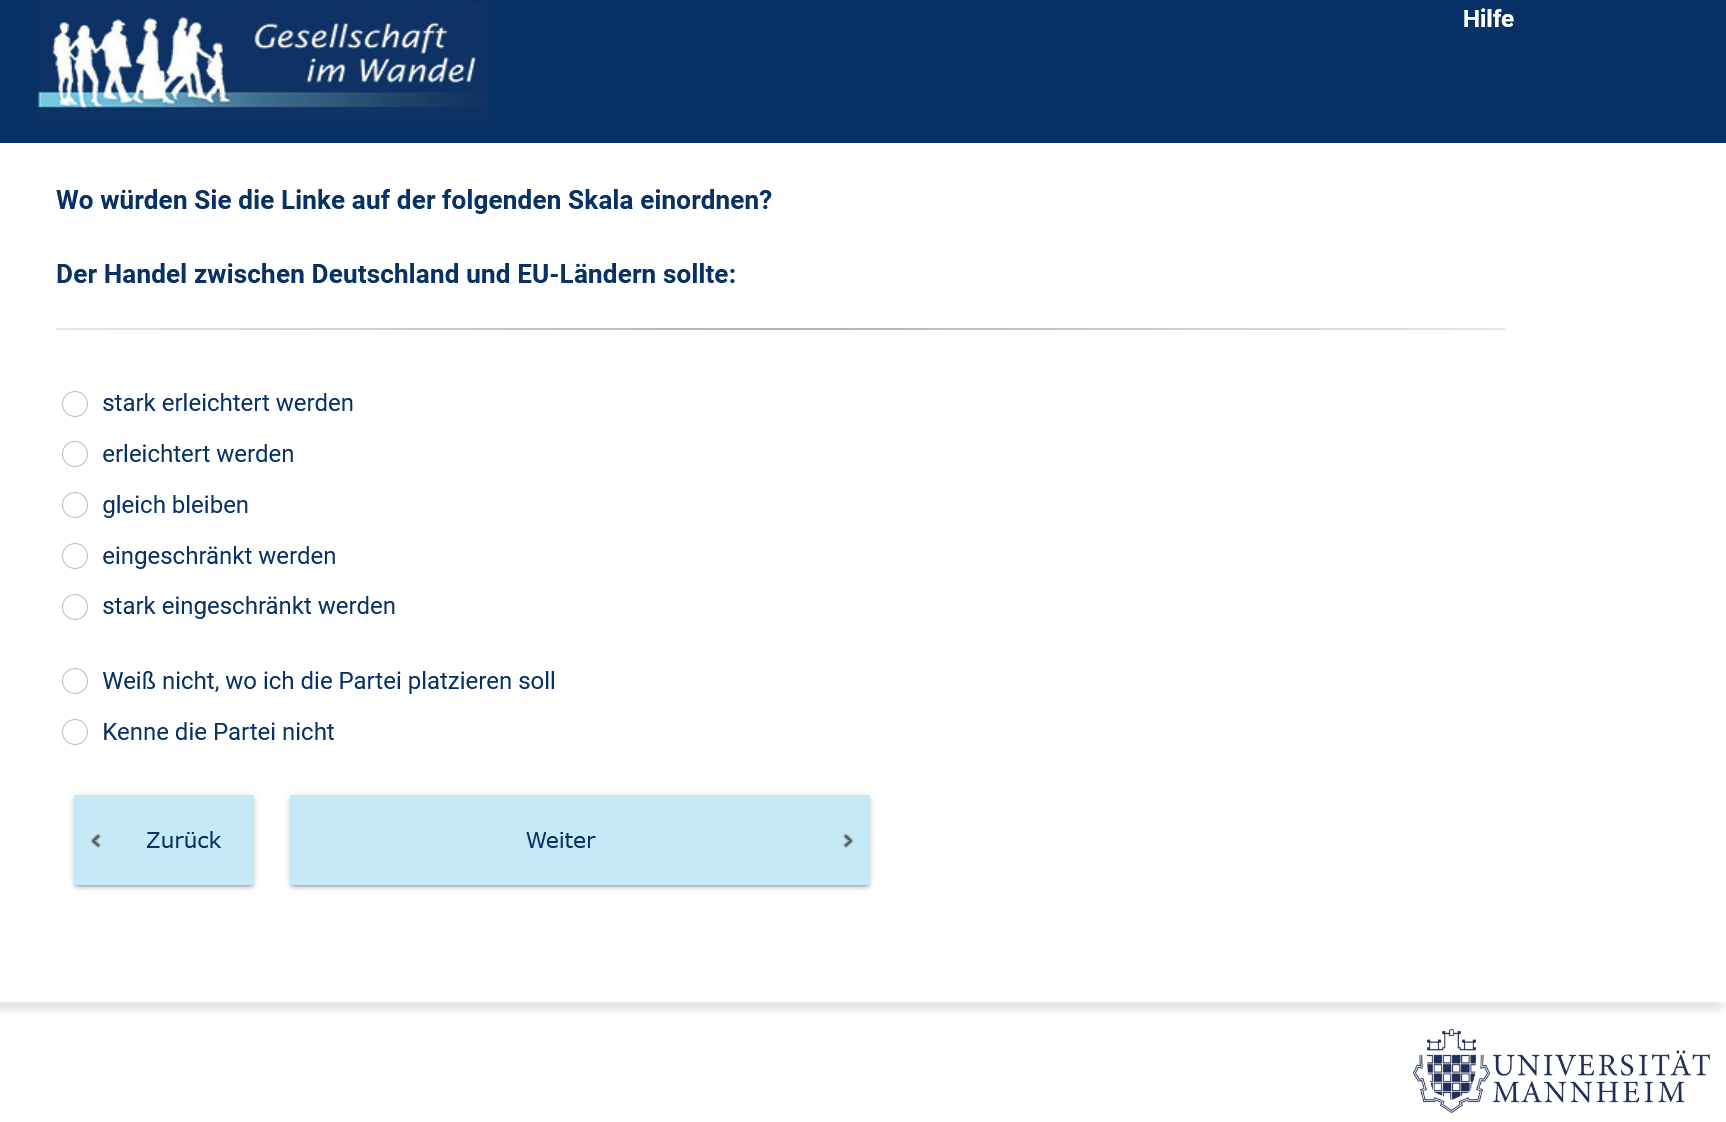 Gesellschaft
im Wandel
Hilfe
Wo würden Sie die Linke auf der folgenden Skala einordnen?
Der Handel zwischen Deutschland und EU-Ländern sollte:
stark erleichtert werden
erleichtert werden
gleich bleiben
eingeschränkt werden
stark eingeschränkt werden
Weiß nicht, wo ich die Partei platzieren soll
Kenne die Partei nicht
Zurück
Weiter
UNIVERSITÄT
MANNHEIM